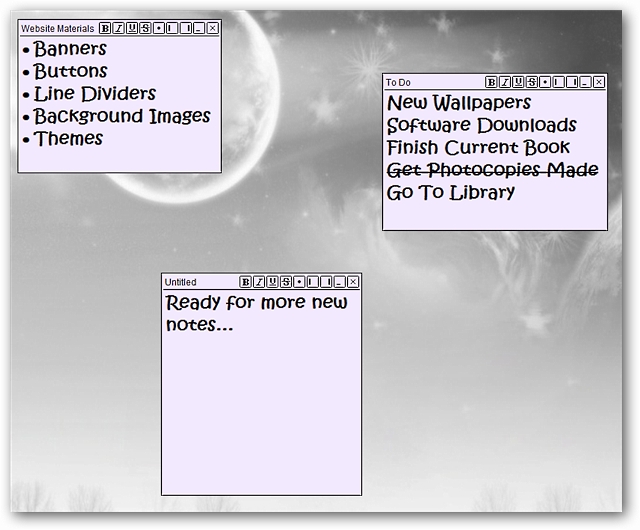 Website Materials B I U S
• Banners
• Buttons
• Line Dividers
• Background Images
• Themes
To Do B I U S
New Wallpapers
Software Downloads
Finish Current Book
Get Photocopies Made
Go To Library
Untitled B I U S
Ready for more new
notes...